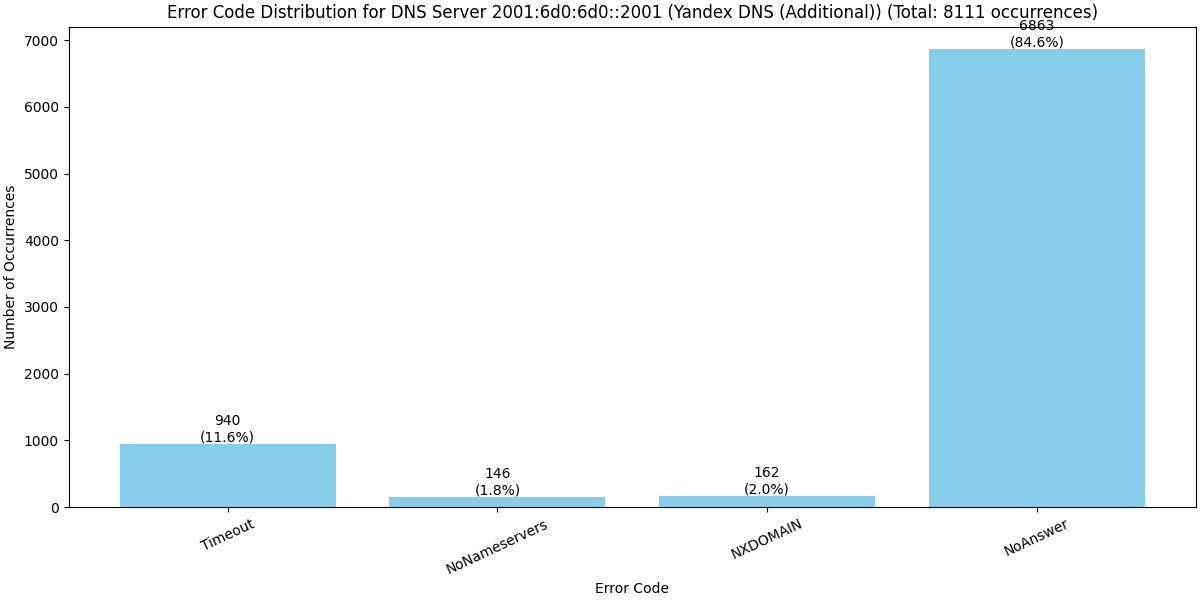 Error Code Distribution for DNS Server 2001:6d0:6d0::2001 (Yandex DNS (Additional)) (Total: 8111 occurrences)
Number of Occurrences
7000
6000
5000
4000
3000
2000
1000
0
940
(11.6%)
146
(1.8%)
162
(2.0%)
6863
(84.6%)
Timeout
NoNameservers
NXDOMAIN
NoAnswer
Error Code